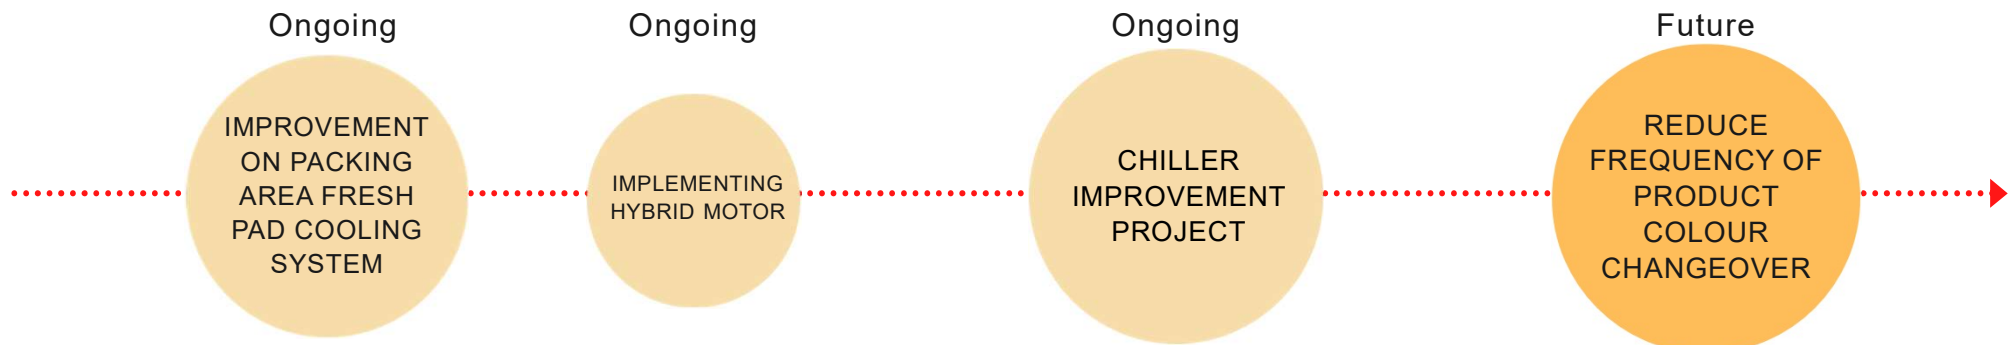 Ongoing
IMPROVEMENT
ON PACKING
AREA FRESH
PAD COOLING
SYSTEM
Ongoing
IMPLEMENTING
HYBRID MOTOR
Ongoing
CHILLER
IMPROVEMENT
PROJECT
Future
REDUCE
FREQUENCY OF
PRODUCT
COLOUR
CHANGEOVER